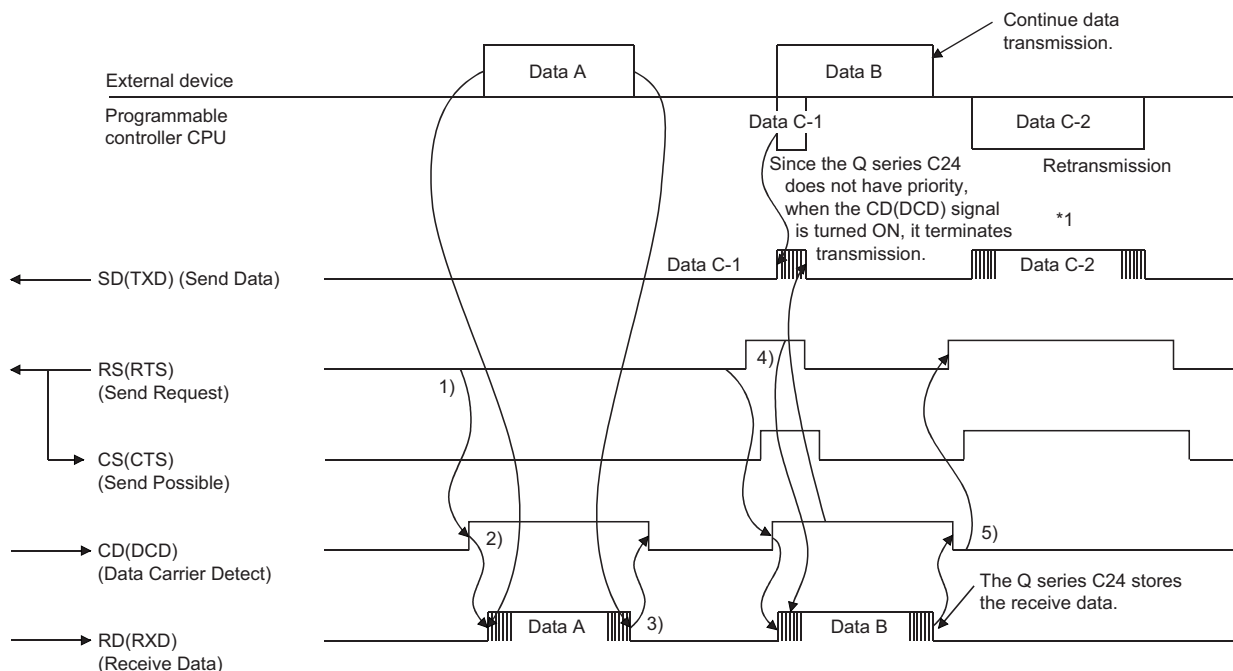 Continue data
transmission.
Data A
Data B
External device
Programmable
controller CPU
Data C-1
Data C-2
Since the Q series C24
does not have priority,
when the CD(DCD) signal
is turned ON, it terminates
transmission.
Retransmission
*1
SD(TXD) (Send Data)
Data C-1
Data C-2
RS(RTS)
(Send Request)
1)
4)
CS(CTS)
(Send Possible)
CD(DCD)
(Data Carrier Detect)
2)
5)
The Q series C24 stores
the receive data.
RD(RXD)
(Receive Data)
Data A
3)
Data B